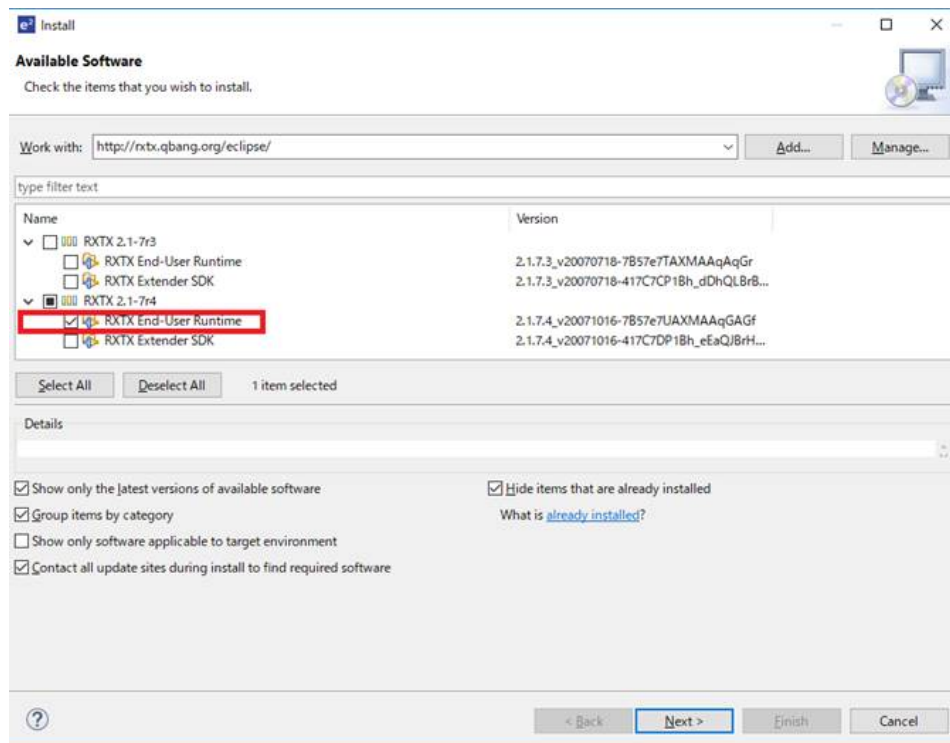 e² Install
Available Software
Check the items that you wish to install.
Work with: http://rxtx.qbang.org/eclipse/ Add... Manage...
type filter text
Name Version
RXTX 2.1-7r3
RXTX End-User Runtime 2.1.7.3_v20070718-7B57e7TAXMAAqAqGr
RXTX Extender SDK 2.1.7.3_v20070718-417C7CP1Bh_dDhQLBrB...
RXTX 2.1-7r4
RXTX End-User Runtime 2.1.7.4_v20071016-7B57e7UAXMAAqGAGf
RXTX Extender SDK 2.1.7.4_v20071016-417C7DP1Bh_eEaQJBrH...
Select All Deselect All 1 item selected
Details
Show only the latest versions of available software Hide items that are already installed
Group items by category What is already installed?
Show only software applicable to target environment
Contact all update sites during install to find required software
? < Back Next > Finish Cancel